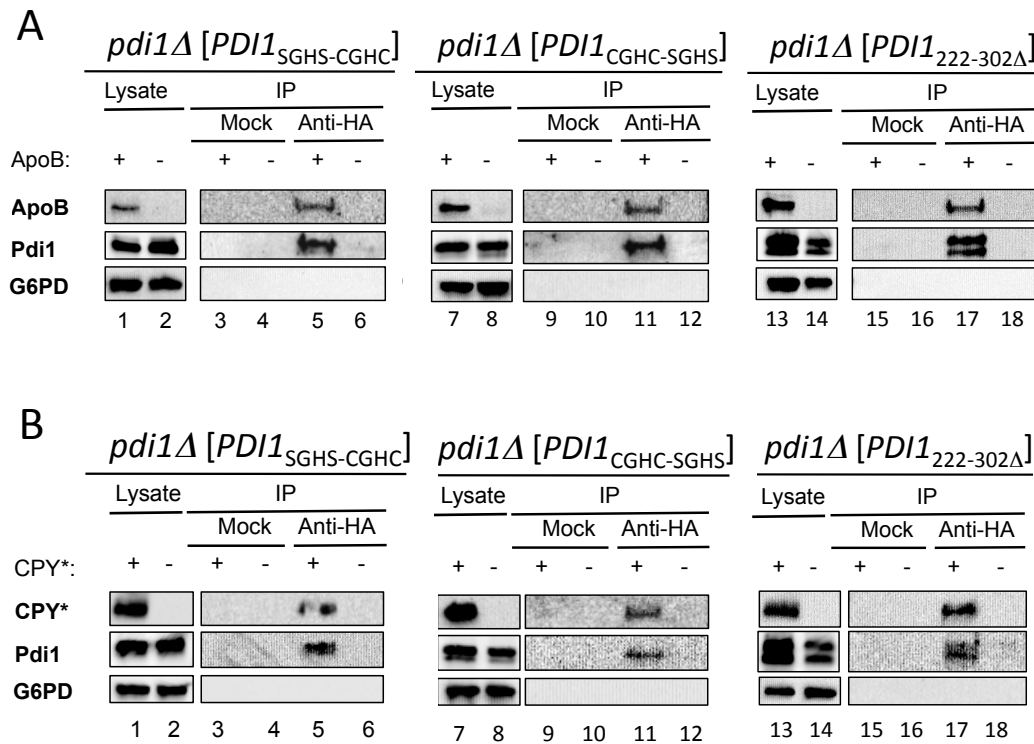 A
pdi1Δ [PDI1SGHS-CGHC] pdi1Δ [PDI1CGHC-SGHS] pdi1Δ [PDI1222-302Δ]
Lysate IP Lysate IP Lysate IP
Mock Anti-HA Mock Anti-HA Mock Anti-HA
ApoB: + - + - + - + - + - + - + - + - + -
ApoB
Pdi1
G6PD
1 2 3 4 5 6 7 8 9 10 11 12 13 14 15 16 17 18
B
pdi1Δ [PDI1SGHS-CGHC] pdi1Δ [PDI1CGHC-SGHS] pdi1Δ [PDI1222-302Δ]
Lysate IP Lysate IP Lysate IP
Mock Anti-HA Mock Anti-HA Mock Anti-HA
CPY*: + - + - + - + - + - + - + - + - + -
CPY*
Pdi1
G6PD
1 2 3 4 5 6 7 8 9 10 11 12 13 14 15 16 17 18